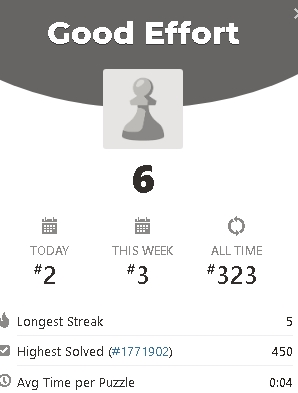 Good Effort
6
TODAY THIS WEEK ALL TIME
#2 #3 #323
Longest Streak 5
Highest Solved (#1771902) 450
Avg Time per Puzzle 0:04